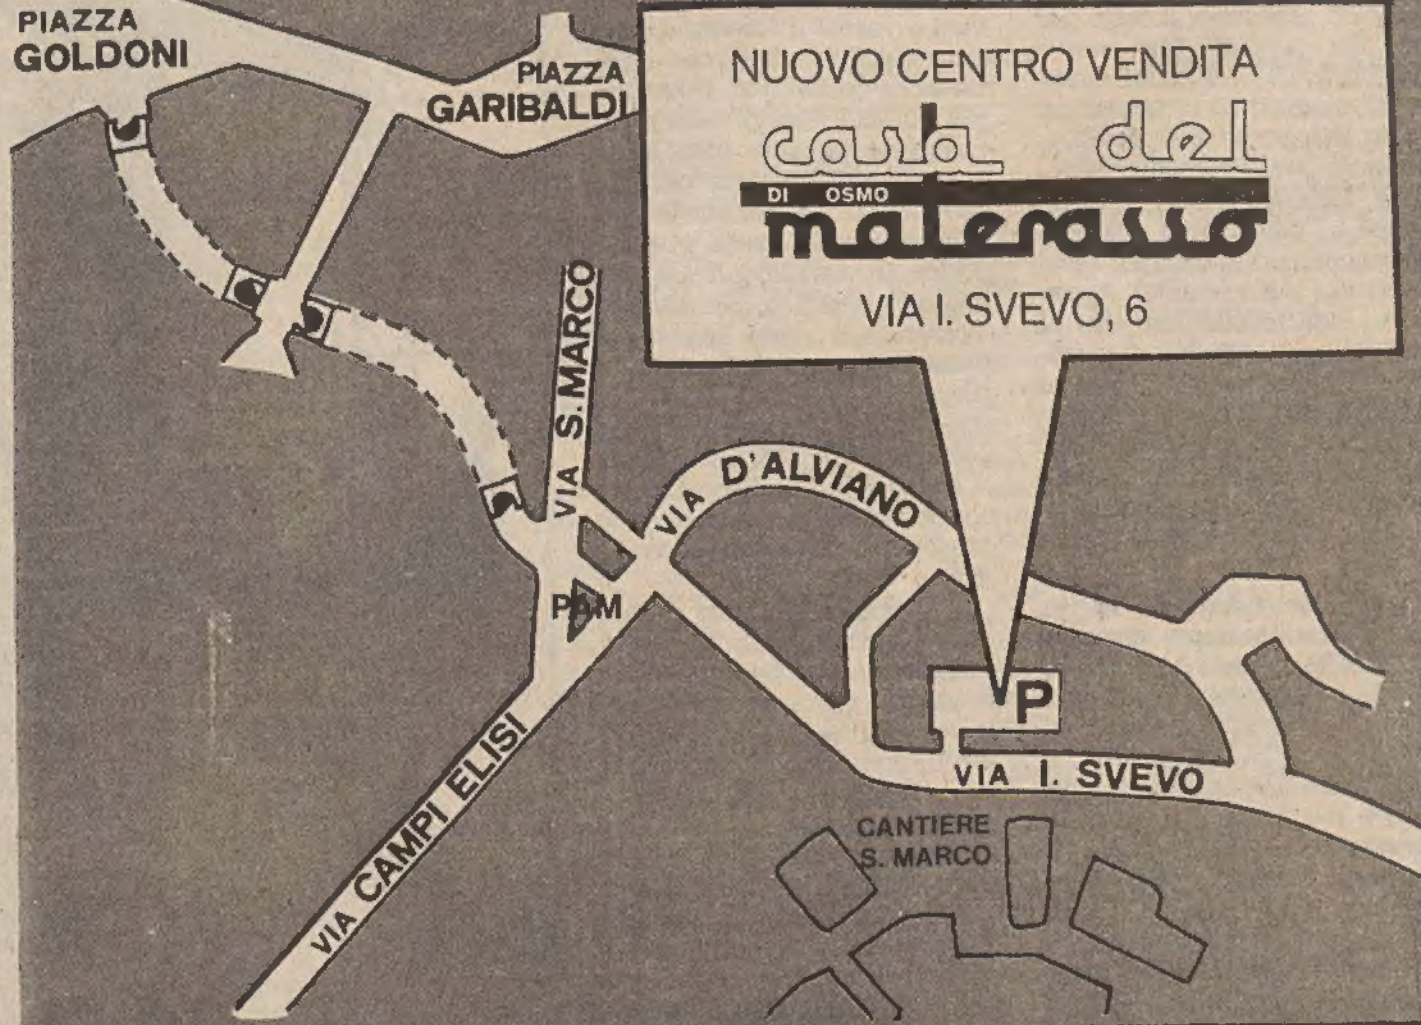 PIAZZA
GOLDONI
PIAZZA
GARIBALDI
NUOVO CENTRO VENDITA
casa del
DI OSMO
materasso
VIA I. SVEVO, 6
VIA S. MARCO
VIA D'ALVIANO
PAM
P
VIA I. SVEVO
VIA CAMPI ELISI
CANTIERE
S. MARCO